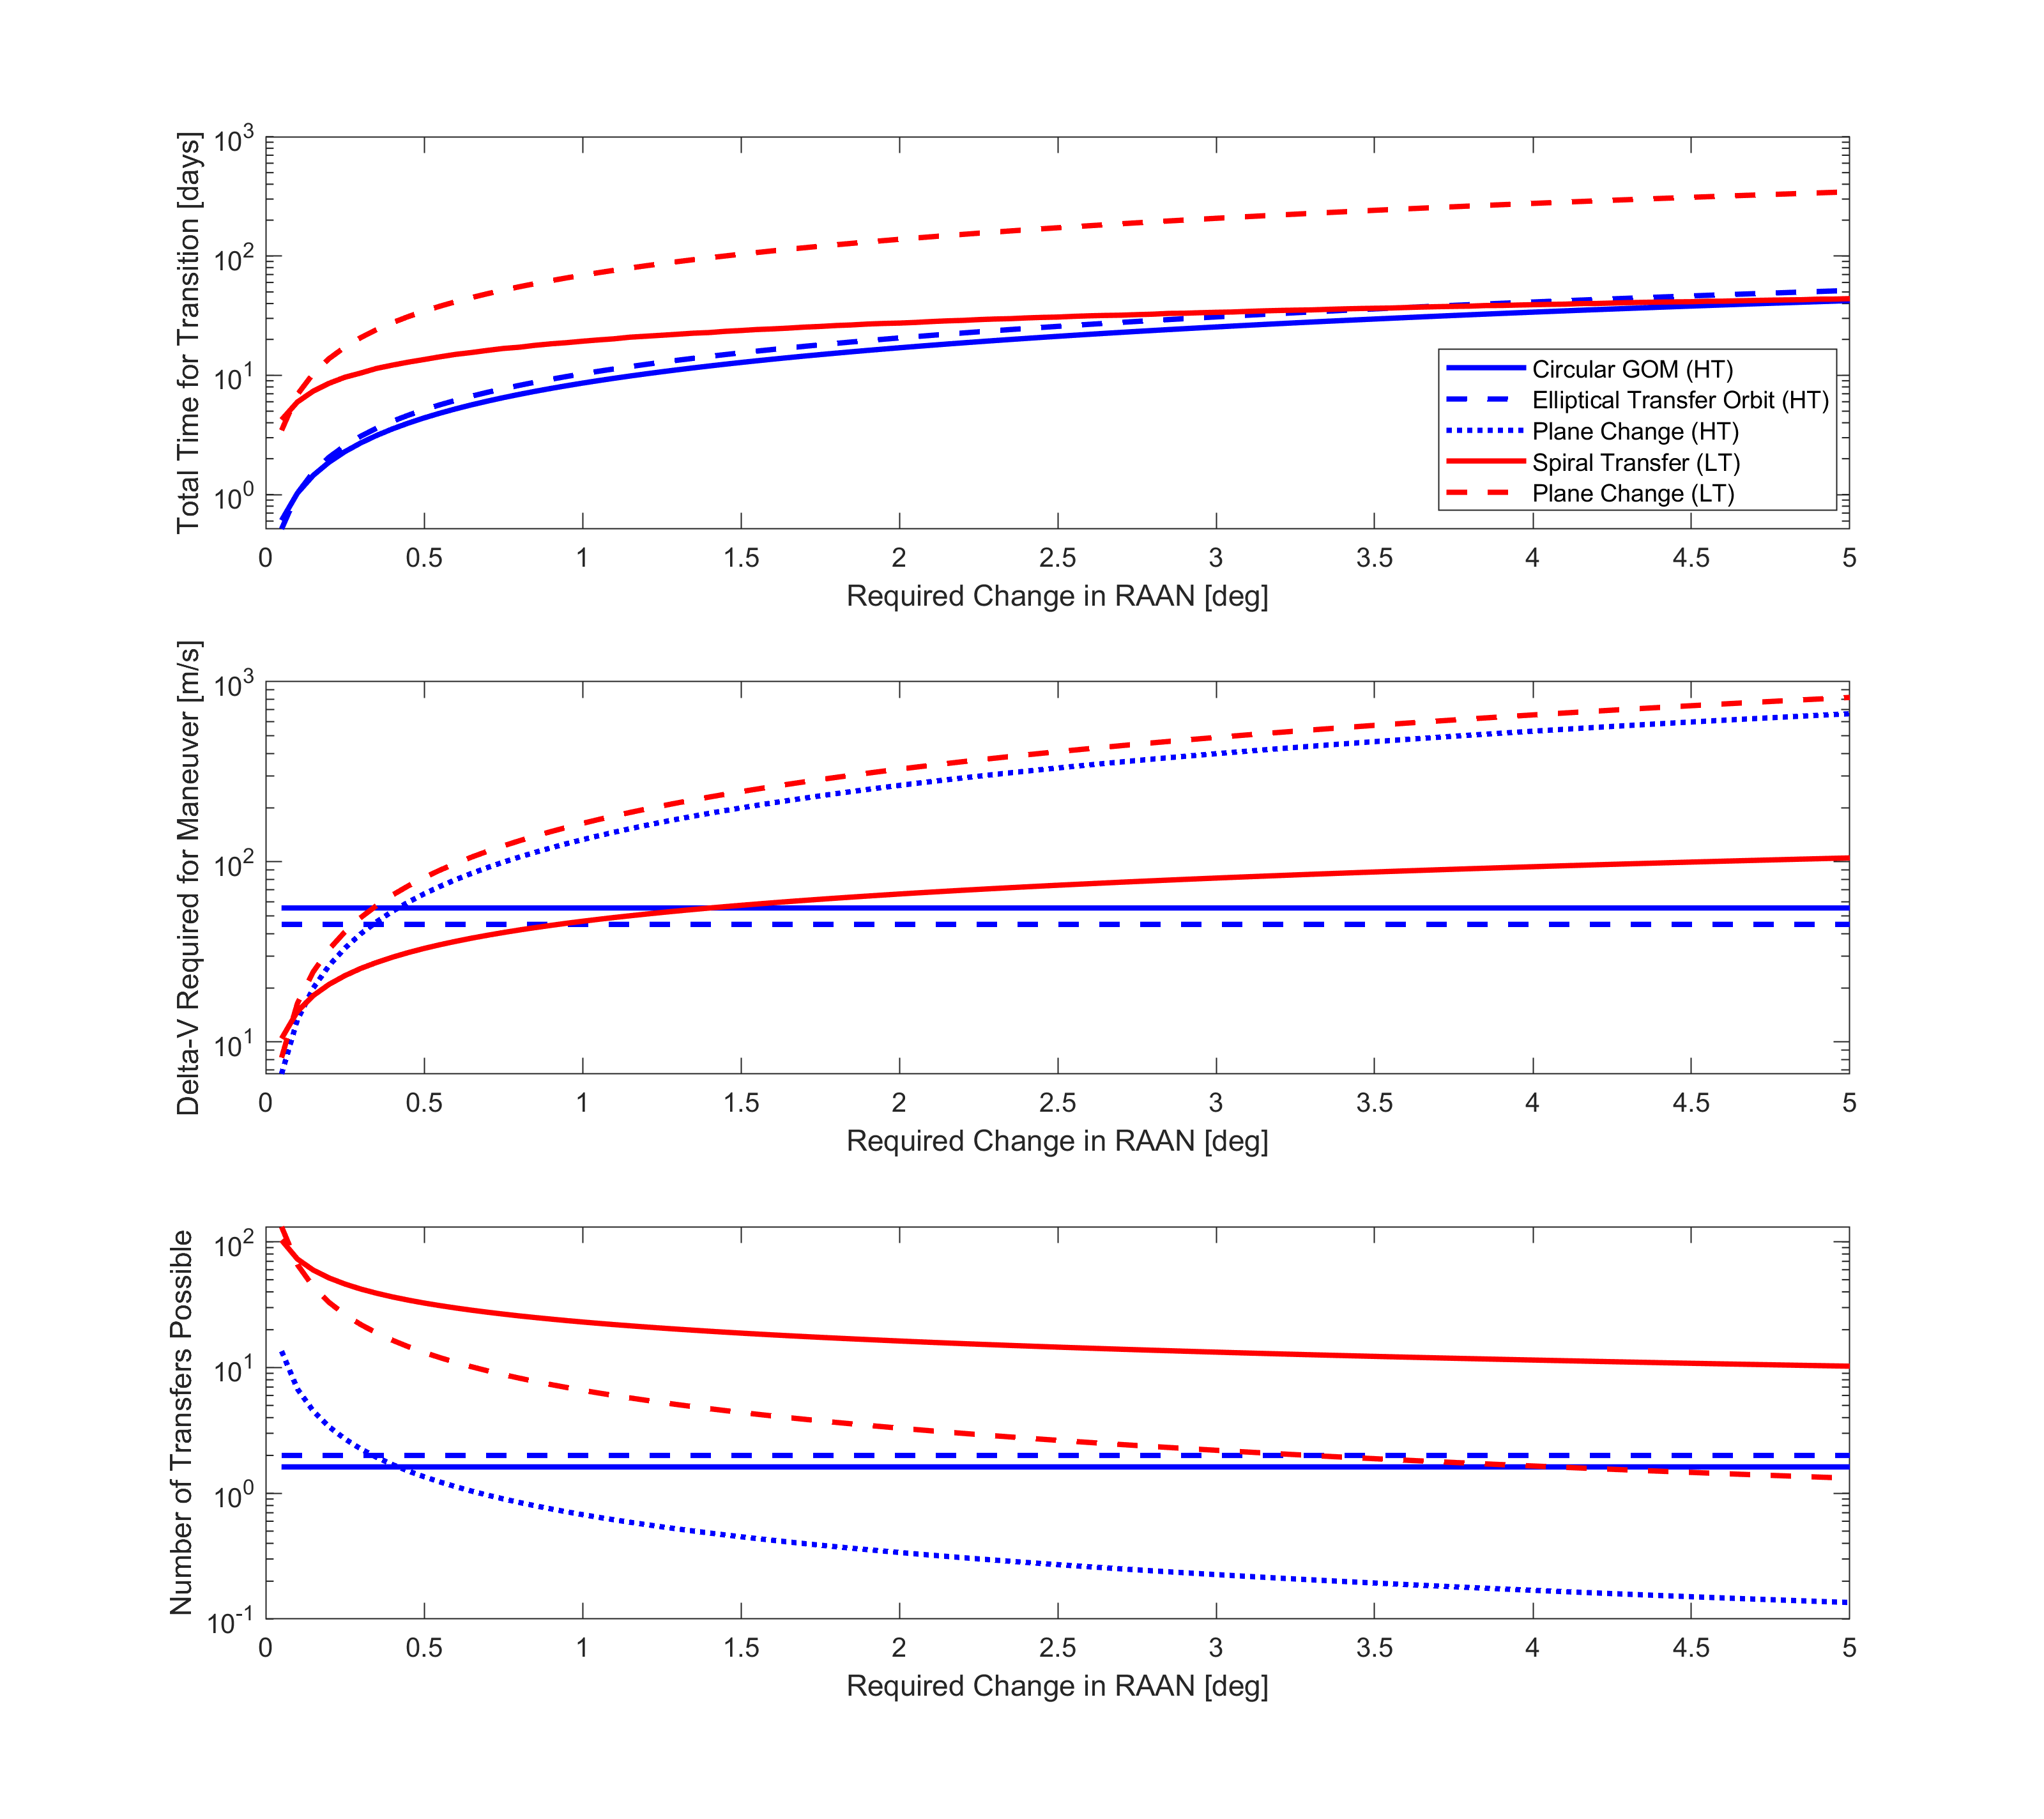 Total Time for Transition [days]
10^3
10^2
10^1
10^0
0 0.5 1 1.5 2 2.5 3 3.5 4 4.5 5
Required Change in RAAN [deg]
Circular GOM (HT)
Elliptical Transfer Orbit (HT)
Plane Change (HT)
Spiral Transfer (LT)
Plane Change (LT)
Delta-V Required for Maneuver [m/s]
10^3
10^2
10^1
0 0.5 1 1.5 2 2.5 3 3.5 4 4.5 5
Required Change in RAAN [deg]
Number of Transfers Possible
10^2
10^1
10^0
10^-1
0 0.5 1 1.5 2 2.5 3 3.5 4 4.5 5
Required Change in RAAN [deg]